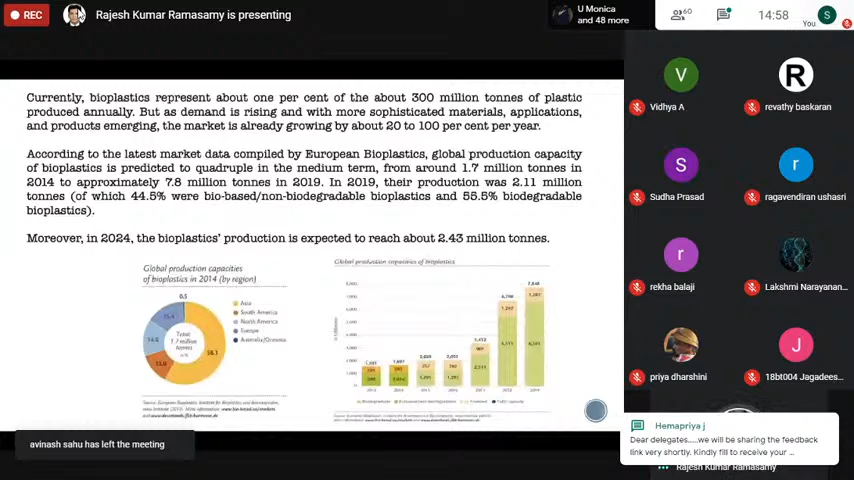 REC
Rajesh Kumar Ramasamy is presenting
U Monica
and 48 more
60
14:58
You
S
Currently, bioplastics represent about one per cent of the about 300 million tonnes of plastic
produced annually. But as demand is rising and with more sophisticated materials, applications,
and products emerging, the market is already growing by about 20 to 100 per cent per year.
According to the latest market data compiled by European Bioplastics, global production capacity
of bioplastics is predicted to quadruple in the medium term, from around 1.7 million tonnes in
2014 to approximately 7.8 million tonnes in 2019. In 2019, their production was 2.11 million
tonnes (of which 44.5% were bio-based/non-biodegradable bioplastics and 55.5% biodegradable
bioplastics).
Moreover, in 2024, the bioplastics' production is expected to reach about 2.43 million tonnes.
Global production capacities
of bioplastics in 2014 (by region)
0.5
58.1
Total:
1.7 million
tonnes
Asia
South America
North America
Europe
Australia/Oceania
Global production capacities of bioplastics
V
Vidhya A
R
revathy baskaran
S
Sudha Prasad
r
ragavendiran ushasri
r
rekha balaji
Lakshmi Narayanan...
priya dharshini
J
18bt004 Jagadees...
avinash sahu has left the meeting
Hemapriya j
Dear delegates.....we will be sharing the feedback
link very shortly. Kindly fill to receive your ...
Rajesh Kumar Ramasamy